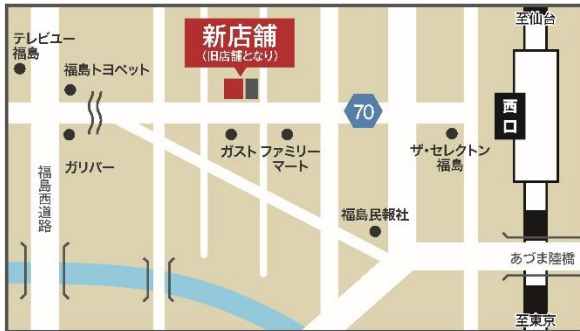 至仙台
テレビユー
福島
福島トヨペット
新店舗
(旧店舗となり)
70
西口
ガリバー
ガスト
ファミリー
マート
ザ・セレクトン
福島
福島西道路
福島民報社
あづま陸橋
至東京